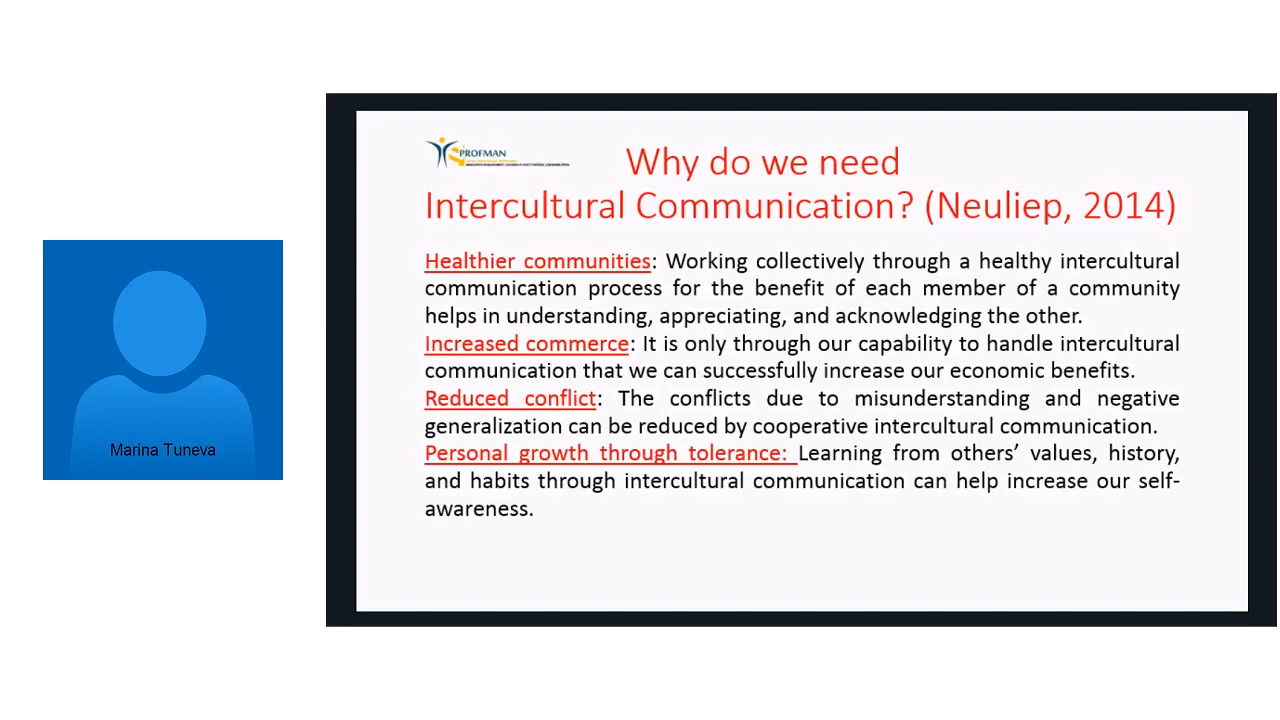 PROFMAN
Why do we need
Intercultural Communication? (Neuliep, 2014)
Healthier communities: Working collectively through a healthy intercultural
communication process for the benefit of each member of a community
helps in understanding, appreciating, and acknowledging the other.
Increased commerce: It is only through our capability to handle intercultural
communication that we can successfully increase our economic benefits.
Reduced conflict: The conflicts due to misunderstanding and negative
generalization can be reduced by cooperative intercultural communication.
Personal growth through tolerance: Learning from others’ values, history,
and habits through intercultural communication can help increase our self-
awareness.
Marina Tuneva